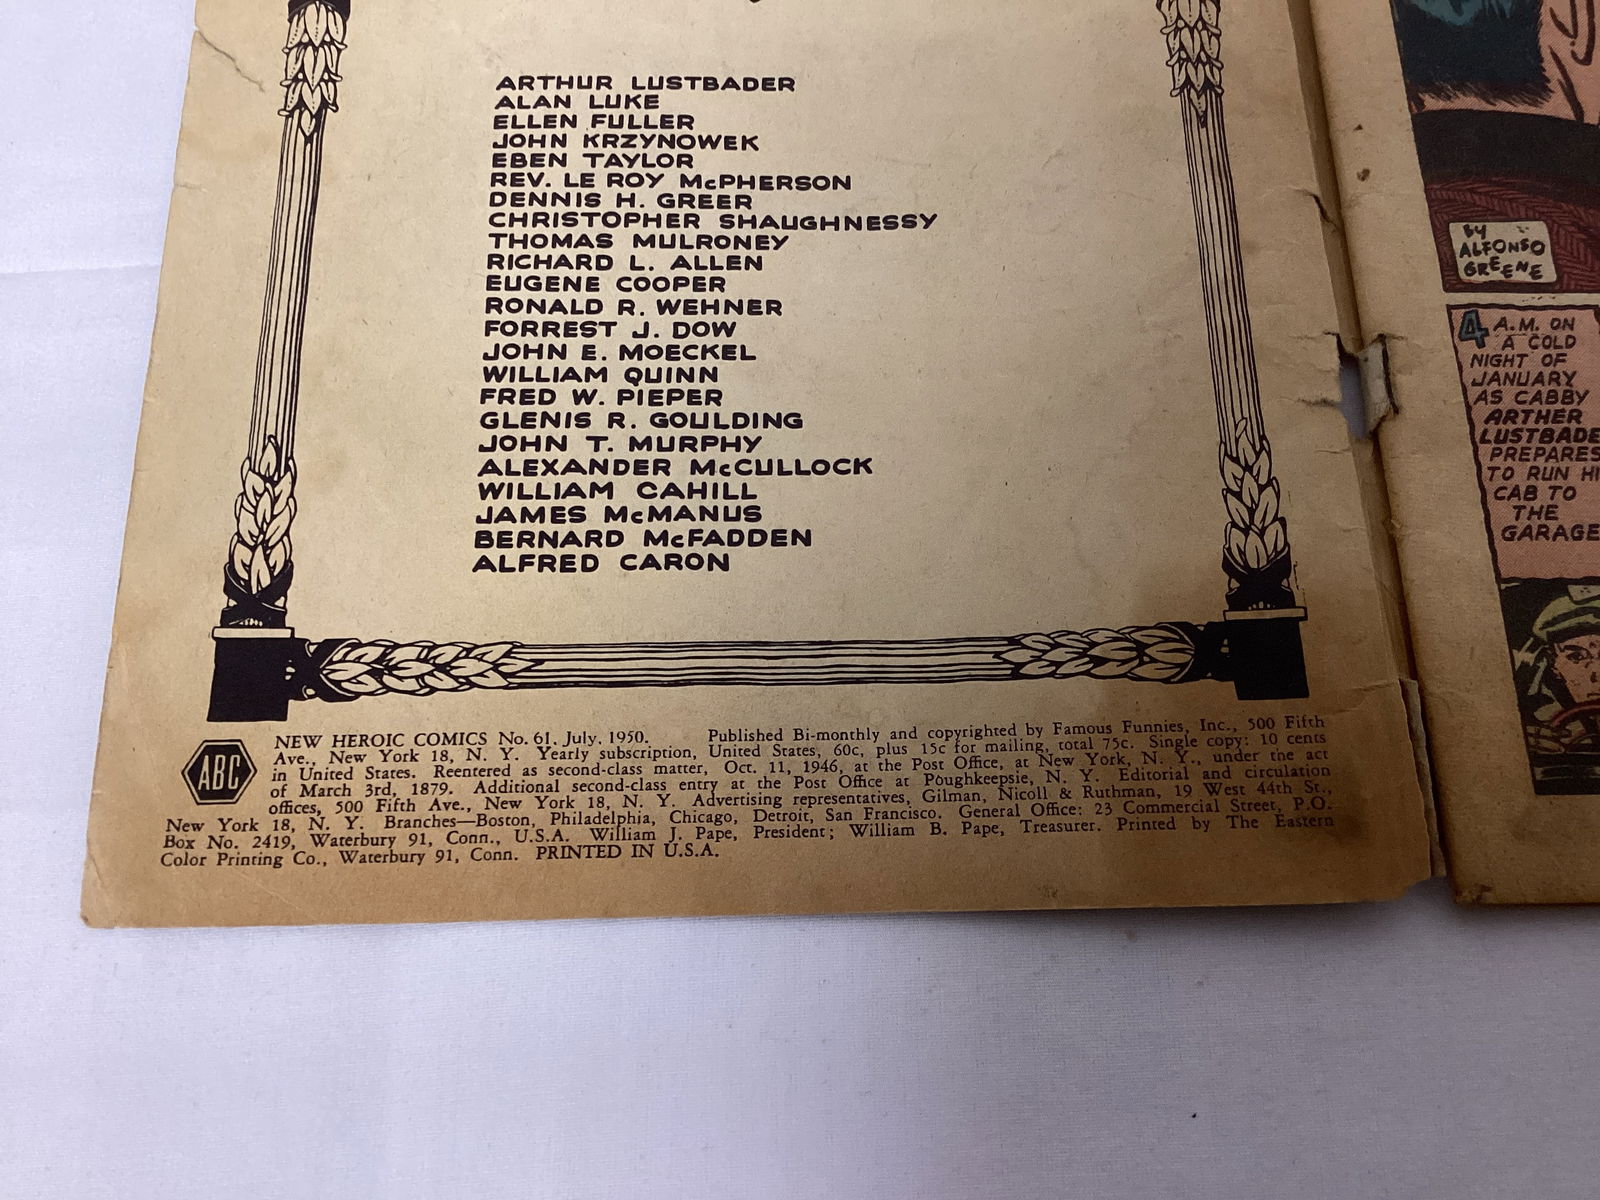 ARTHUR LUSTBADER
ALAN LUKE
ELLEN FULLER
JOHN KRZYNOWEK
EBEN TAYLOR
REV. LE ROY McPHERSON
DENNIS H. GREER
CHRISTOPHER SHAUGHNESSY
THOMAS MULRONEY
RICHARD L. ALLEN
EUGENE COOPER
RONALD R. WEHNER
FORREST J. DOW
JOHN E. MOECKEL
WILLIAM QUINN
FRED W. PIEPER
GLENIS R. GOULDING
JOHN T. MURPHY
ALEXANDER McCULLOCK
WILLIAM CAHILL
JAMES McMANUS
BERNARD McFADDEN
ALFRED CARON
ABC
NEW HEROIC COMICS No. 61, July, 1950. Published Bi-monthly and copyrighted by Famous Funnies, Inc., 500 Fifth
Ave., New York 18, N. Y. Yearly subscription, United States, 60c, plus 15c for mailing, total 75c. Single copy: 10 cents
in United States. Reentered as second-class matter, Oct. 11, 1946, at the Post Office, at New York, N. Y., under the act
of March 3rd, 1879. Additional second-class entry at the Post Office at Poughkeepsie, N. Y. Editorial and circulation
offices, 500 Fifth Ave., New York 18, N. Y. Advertising representatives, Gilman, Nicoll & Ruthman, 19 West 44th St.,
New York 18, N. Y. Branches—Boston, Philadelphia, Chicago, Detroit, San Francisco. General Office: 23 Commercial Street, P.O.
Box No. 2419, Waterbury 91, Conn., U.S.A. William J. Pape, President; William B. Pape, Treasurer. Printed by The Eastern
Color Printing Co., Waterbury 91, Conn. PRINTED IN U.S.A.
BY
ALFONSO
GREENE
4 A.M. ON
A COLD
NIGHT OF
JANUARY
AS CABBY
ARTHER
LUSTBADE
PREPARES
TO RUN HI
CAB TO
THE
GARAGE